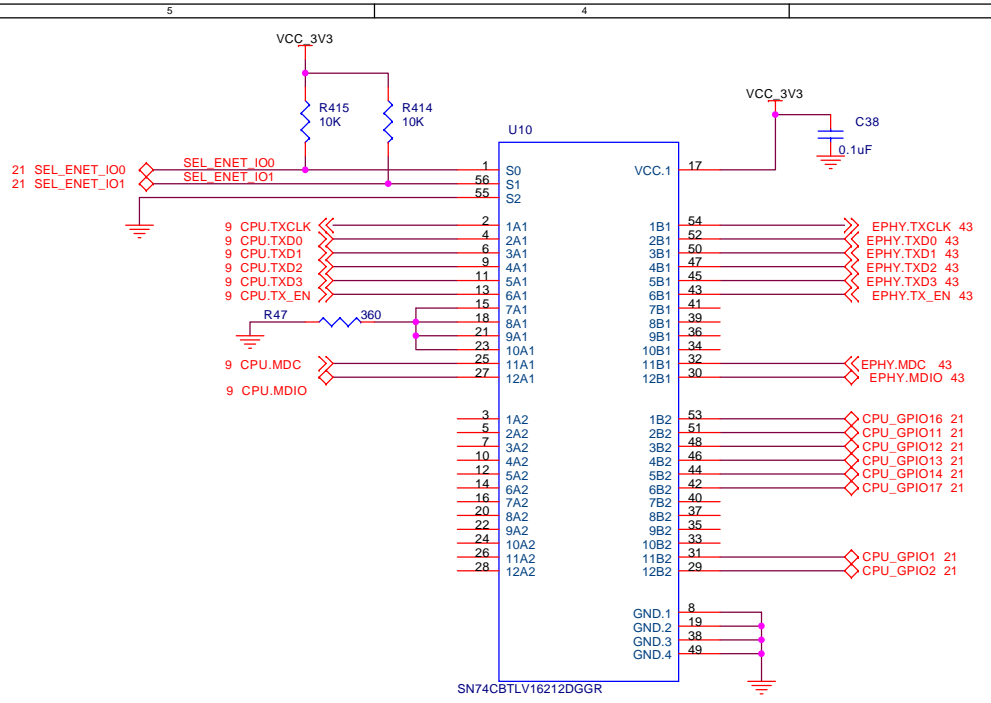 5 4
VCC_3V3
R415 10K
R414 10K
VCC_3V3
C38
0.1uF
U10
21 SEL_ENET_IO0 SEL_ENET_IO0 1 S0 VCC.1 17
21 SEL_ENET_IO1 SEL_ENET_IO1 56 S1
55 S2
9 CPU.TXCLK 2 1A1 1B1 54 EPHY.TXCLK 43
9 CPU.TXD0 4 2A1 2B1 52 EPHY.TXD0 43
9 CPU.TXD1 6 3A1 3B1 50 EPHY.TXD1 43
9 CPU.TXD2 9 4A1 4B1 47 EPHY.TXD2 43
9 CPU.TXD3 11 5A1 5B1 45 EPHY.TXD3 43
9 CPU.TX_EN 13 6A1 6B1 43 EPHY.TX_EN 43
15 7A1 7B1 41
R47 360 18 8A1 8B1 39
21 9A1 9B1 36
23 10A1 10B1 34
9 CPU.MDC 25 11A1 11B1 32 EPHY.MDC 43
27 12A1 12B1 30 EPHY.MDIO 43
9 CPU.MDIO
3 1A2 1B2 53 CPU_GPIO16 21
5 2A2 2B2 51 CPU_GPIO11 21
7 3A2 3B2 48 CPU_GPIO12 21
10 4A2 4B2 46 CPU_GPIO13 21
12 5A2 5B2 44 CPU_GPIO14 21
14 6A2 6B2 42 CPU_GPIO17 21
16 7A2 7B2 40
20 8A2 8B2 37
22 9A2 9B2 35
24 10A2 10B2 33
26 11A2 11B2 31 CPU_GPIO1 21
28 12A2 12B2 29 CPU_GPIO2 21
GND.1 8
GND.2 19
GND.3 38
GND.4 49
SN74CBTLV16212DGGR